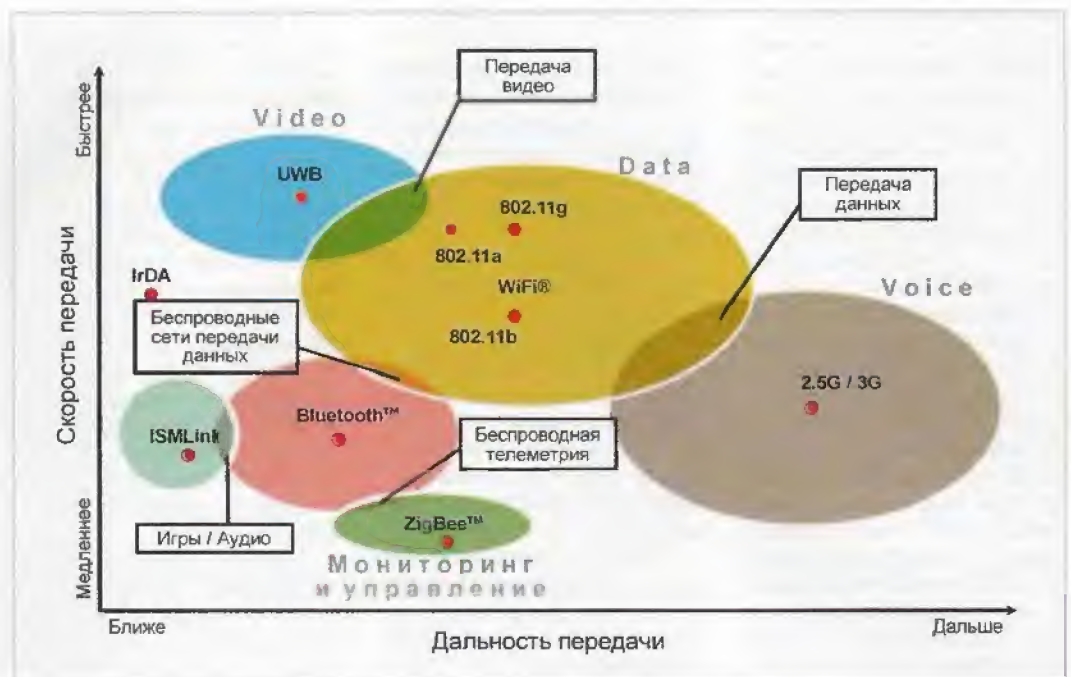 Быстрее
Скорость передачи
Медленнее
Video
Передача
видео
UWB
Data
802.11g
802.11a
WiFi®
802.11b
Передача
данных
IrDA
Беспроводные
сети передачи
данных
Voice
2.5G / 3G
ISMLink
Bluetooth™
Беспроводная
телеметрия
Игры / Аудио
ZigBee™
Мониторинг
и управление
Ближе
Дальность передачи
Дальше